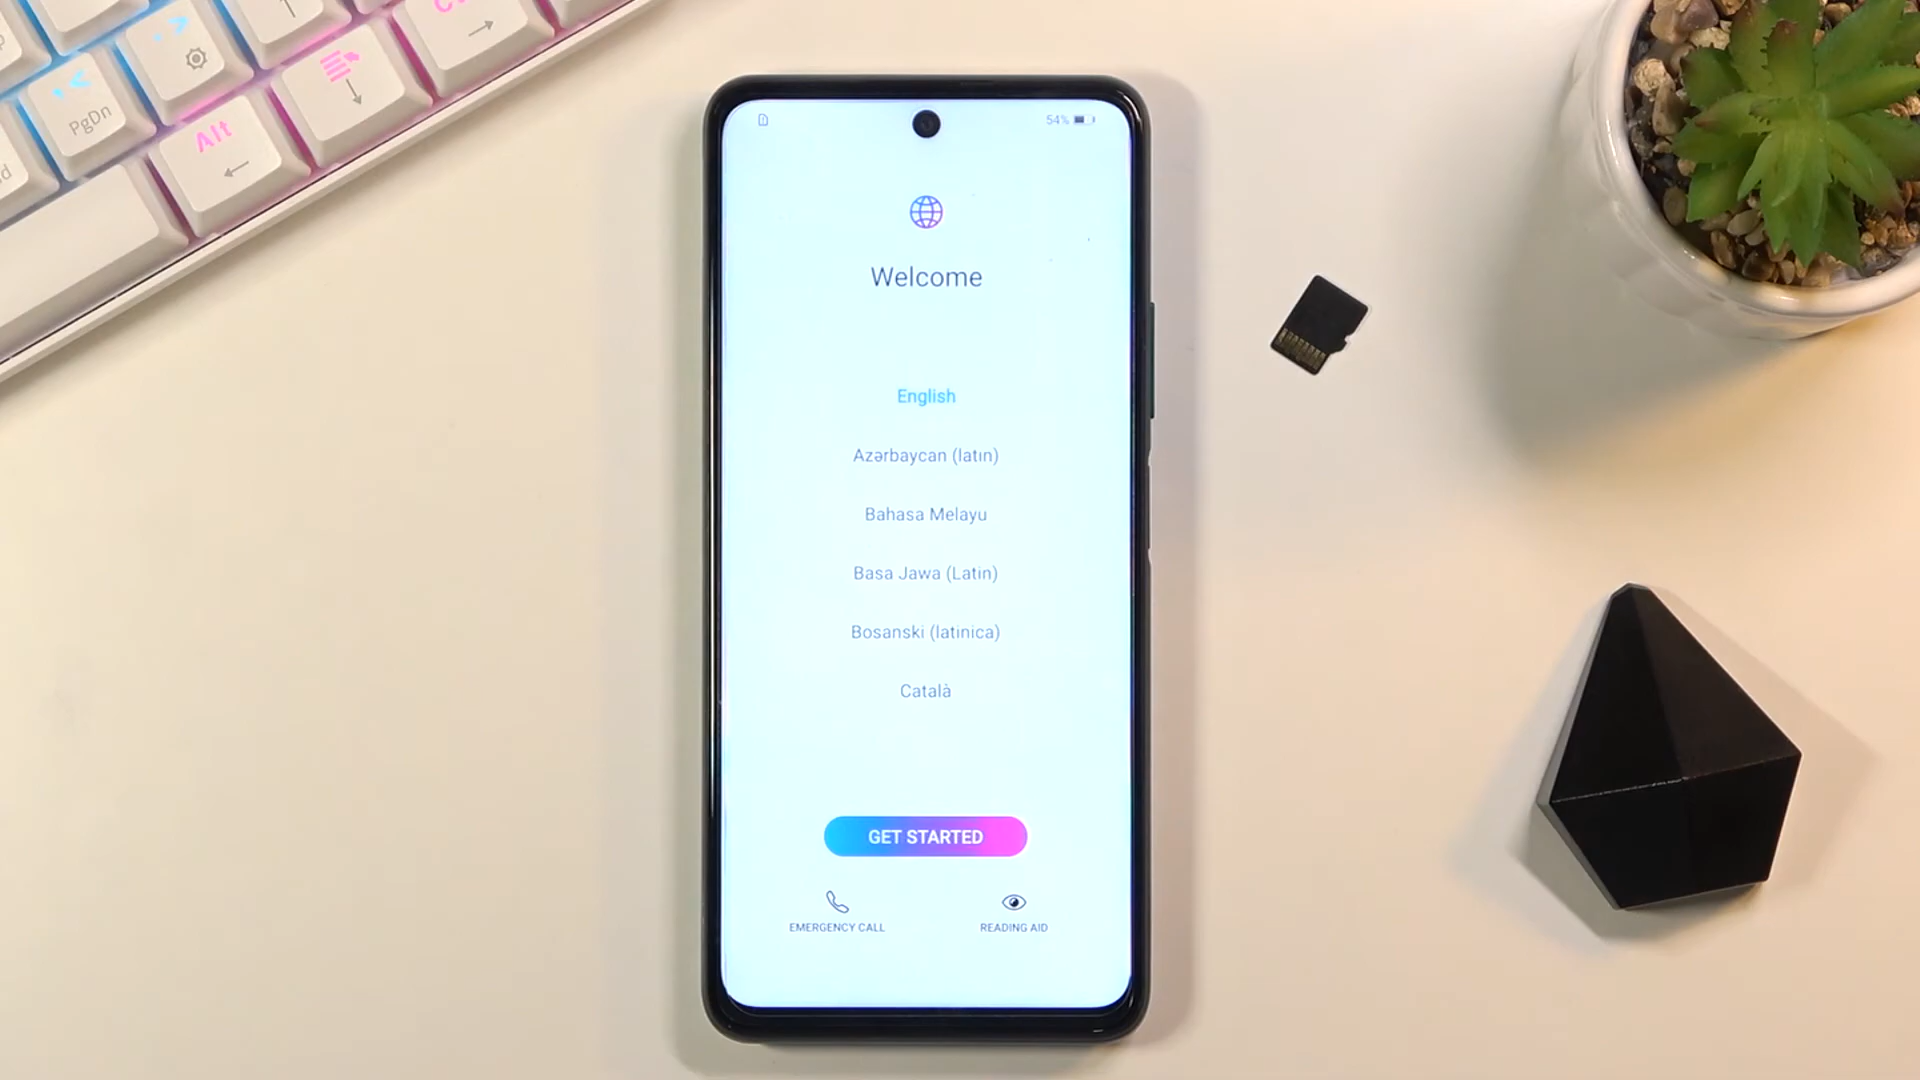 PgDn
Alt
54%
Welcome
English
Azərbaycan (latın)
Bahasa Melayu
Basa Jawa (Latin)
Bosanski (latinica)
Català
GET STARTED
EMERGENCY CALL
READING AID